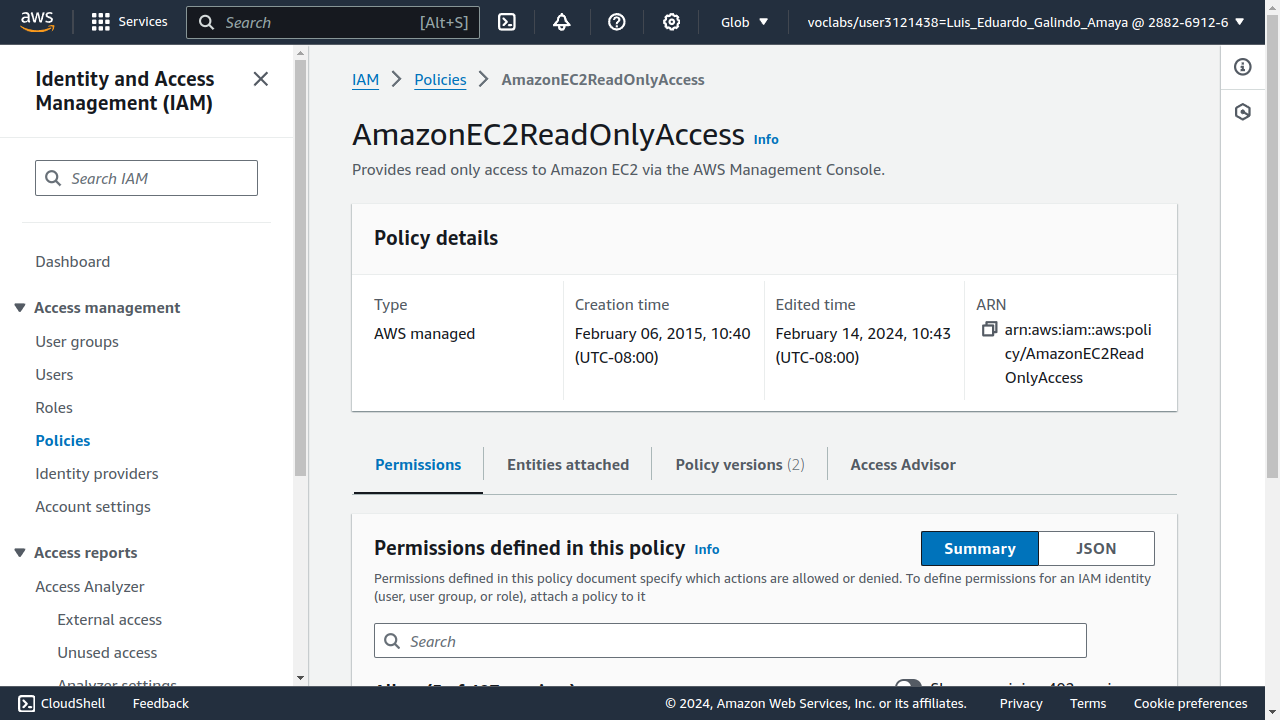 aws
Services
Search
[Alt+S]
Glob
voclabs/user3121438=Luis_Eduardo_Galindo_Amaya @ 2882-6912-6
Identity and Access
Management (IAM)
Search IAM
Dashboard
Access management
User groups
Users
Roles
Policies
Identity providers
Account settings
Access reports
Access Analyzer
External access
Unused access
Analyzer settings
IAM
Policies
AmazonEC2ReadOnlyAccess
AmazonEC2ReadOnlyAccess Info
Provides read only access to Amazon EC2 via the AWS Management Console.
Policy details
Type
AWS managed
Creation time
February 06, 2015, 10:40
(UTC-08:00)
Edited time
February 14, 2024, 10:43
(UTC-08:00)
ARN
arn:aws:iam::aws:poli
cy/AmazonEC2Read
OnlyAccess
Permissions
Entities attached
Policy versions (2)
Access Advisor
Permissions defined in this policy Info
Summary
JSON
Permissions defined in this policy document specify which actions are allowed or denied. To define permissions for an IAM identity
(user, user group, or role), attach a policy to it
Search
CloudShell
Feedback
© 2024, Amazon Web Services, Inc. or its affiliates.
Privacy
Terms
Cookie preferences